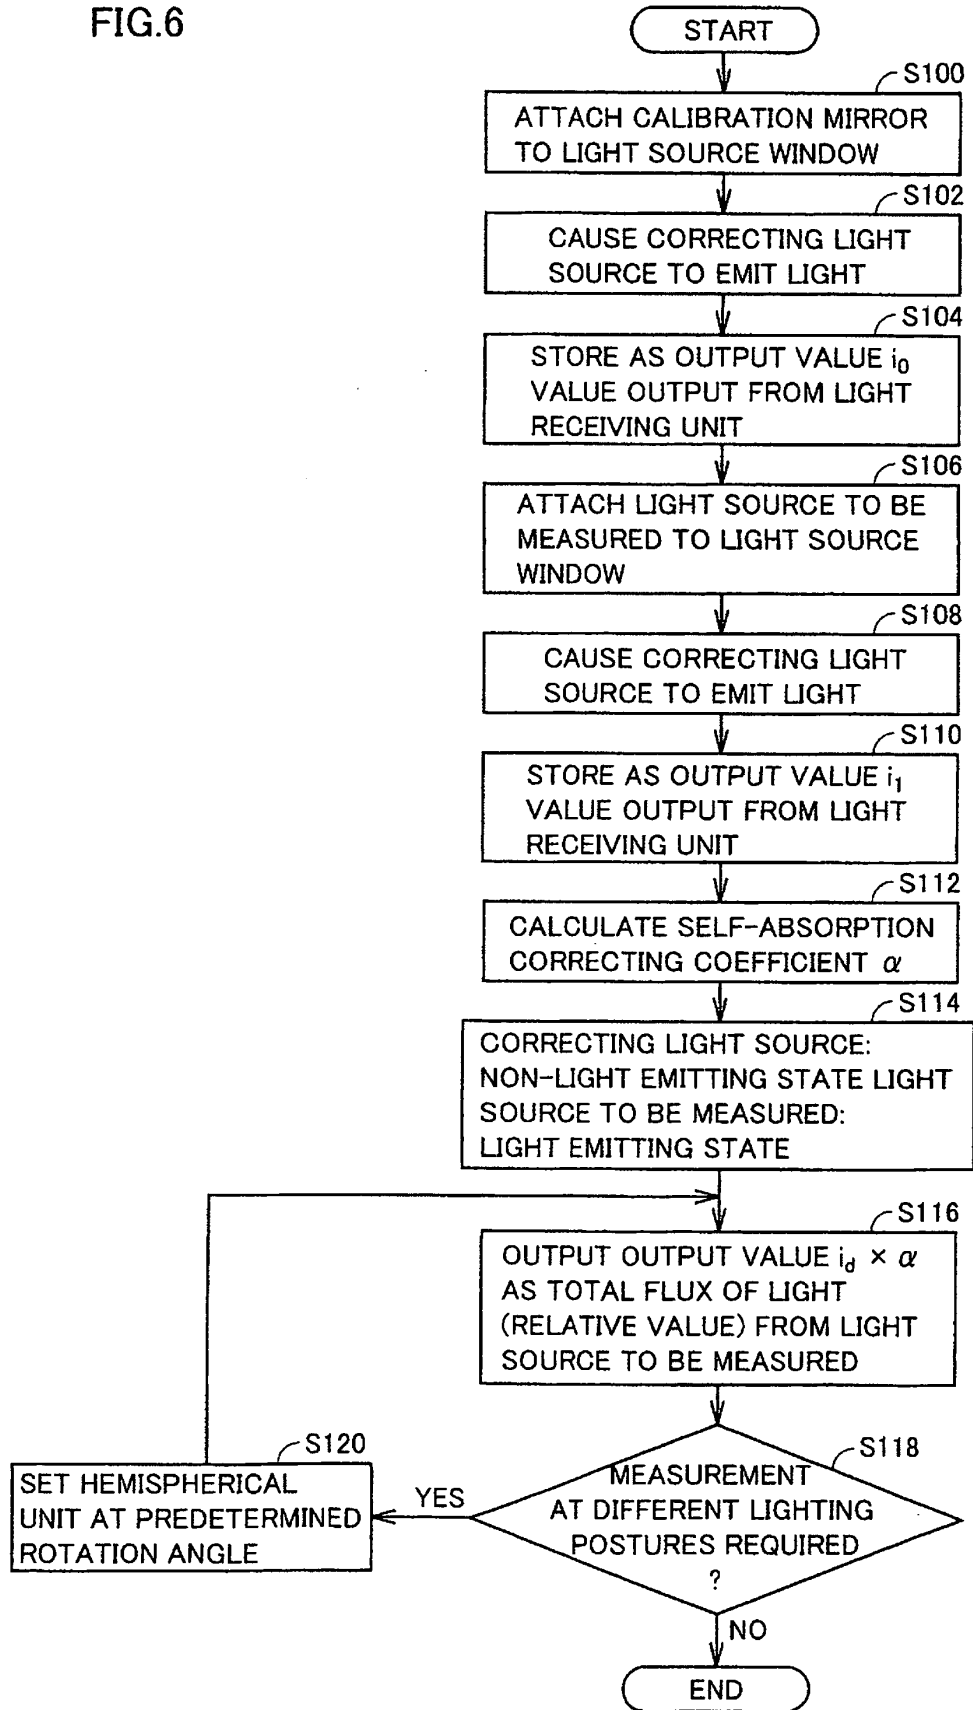 FIG.6
START
S100
ATTACH CALIBRATION MIRROR
TO LIGHT SOURCE WINDOW
S102
CAUSE CORRECTING LIGHT
SOURCE TO EMIT LIGHT
S104
STORE AS OUTPUT VALUE i₀
VALUE OUTPUT FROM LIGHT
RECEIVING UNIT
S106
ATTACH LIGHT SOURCE TO BE
MEASURED TO LIGHT SOURCE
WINDOW
S108
CAUSE CORRECTING LIGHT
SOURCE TO EMIT LIGHT
S110
STORE AS OUTPUT VALUE i₁
VALUE OUTPUT FROM LIGHT
RECEIVING UNIT
S112
CALCULATE SELF-ABSORPTION
CORRECTING COEFFICIENT α
S114
CORRECTING LIGHT SOURCE:
NON-LIGHT EMITTING STATE LIGHT
SOURCE TO BE MEASURED:
LIGHT EMITTING STATE
S116
OUTPUT OUTPUT VALUE i_d × α
AS TOTAL FLUX OF LIGHT
(RELATIVE VALUE) FROM LIGHT
SOURCE TO BE MEASURED
S118
MEASUREMENT
AT DIFFERENT LIGHTING
POSTURES REQUIRED
?
YES
S120
SET HEMISPHERICAL
UNIT AT PREDETERMINED
ROTATION ANGLE
NO
END